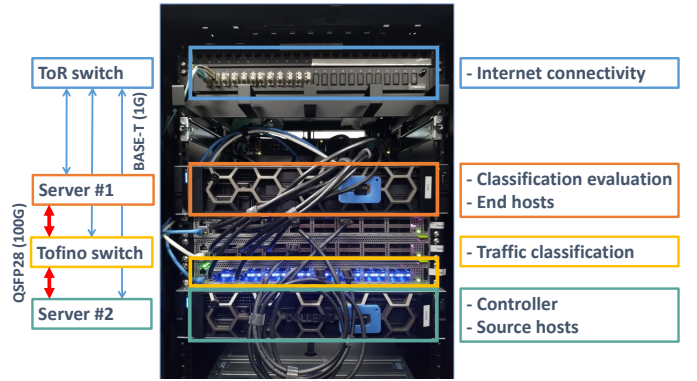 ToR switch
BASE-T (1G)
Server #1
QSFP28 (100G)
Tofino switch
Server #2
- Internet connectivity
- Classification evaluation
- End hosts
- Traffic classification
- Controller
- Source hosts